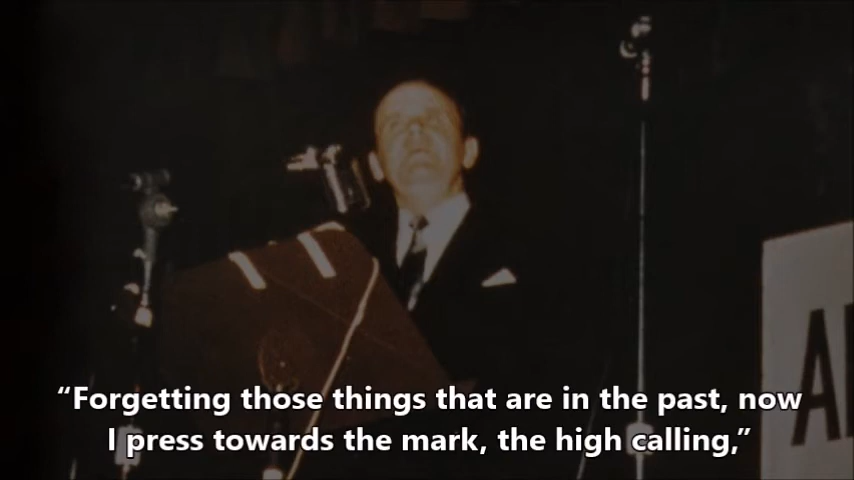 “Forgetting those things that are in the past, now
I press towards the mark, the high calling,”